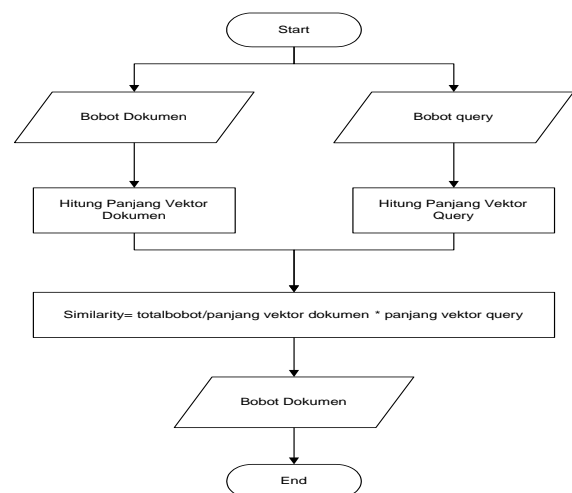 Start
Bobot Dokumen
Bobot query
Hitung Panjang Vektor
Dokumen
Hitung Panjang Vektor
Query
Similarity= totalbobot/panjang vektor dokumen * panjang vektor query
Bobot Dokumen
End